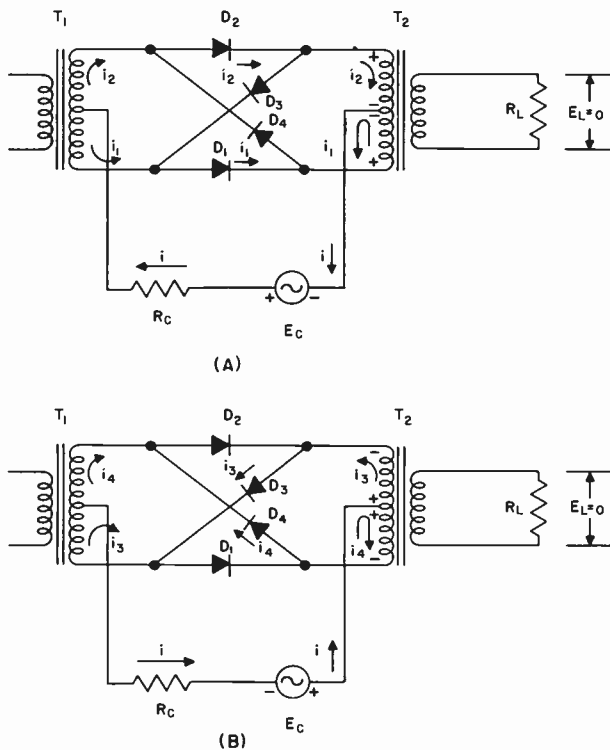 T1 D2 T2
+
i2 i2 i2
D3 −
− RL EL=0
D4
i1 D1 i1 i1
+
i i
+ −
RC EC
(A)
T1 D2 T2
−
i4 i3 i3
D3 +
+ RL EL=0
D4
i3 D1 i4 i4
−
i i
− +
RC EC
(B)